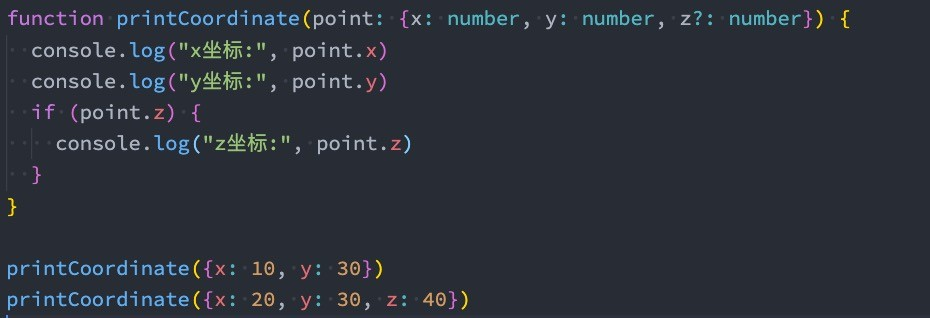 function printCoordinate(point: {x: number, y: number, z?: number}) {
  console.log("x坐标:", point.x)
  console.log("y坐标:", point.y)
  if (point.z) {
    console.log("z坐标:", point.z)
  }
}

printCoordinate({x: 10, y: 30})
printCoordinate({x: 20, y: 30, z: 40})